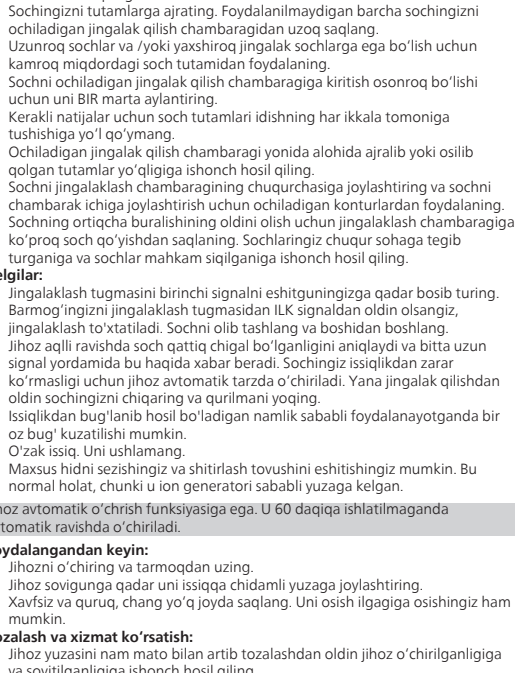 Sochingizni tutamlarga ajrating. Foydalanilmaydigan barcha sochingizni
ochiladigan jingalak qilish chambaragidan uzoq saqlang.
Uzunroq sochlar va /yoki yaxshiroq jingalak sochlarga ega bo‘lish uchun
kamroq miqdordagi soch tutamidan foydalaning.
Sochni ochiladigan jingalak qilish chambaragiga kiritish osonroq bo‘lishi
uchun uni BIR marta aylantiring.
Kerakli natijalar uchun soch tutamlari idishning har ikkala tomoniga
tushishiga yo‘l qo‘ymang.
Ochiladigan jingalak qilish chambaragi yonida alohida ajralib yoki osilib
qolgan tutamlar yo‘qligiga ishonch hosil qiling.
Sochni jingalaklash chambaragining chuqurchasiga joylashtiring va sochni
chambarak ichiga joylashtirish uchun ochiladigan konturlardan foydalaning.
Sochning ortiqcha buralishining oldini olish uchun jingalaklash chambaragiga
ko‘proq soch qo‘yishdan saqlaning. Sochlaringiz chuqur sohaga tegib
turganiga va sochlar mahkam siqilganiga ishonch hosil qiling.
elgilar:
Jingalaklash tugmasini birinchi signalni eshitguningizga qadar bosib turing.
Barmog‘ingizni jingalaklash tugmasidan ILK signaldan oldin olsangiz,
jingalaklash to'xtatiladi. Sochni olib tashlang va boshidan boshlang.
Jihoz aqlli ravishda soch qattiq chigal bo‘lganligini aniqlaydi va bitta uzun
signal yordamida bu haqida xabar beradi. Sochingiz issiqlikdan zarar
ko‘rmasligi uchun jihoz avtomatik tarzda o‘chiriladi. Yana jingalak qilishdan
oldin sochingizni chiqaring va qurilmani yoqing.
Issiqlikdan bug'lanib hosil bo'ladigan namlik sababli foydalanayotganda bir
oz bug' kuzatilishi mumkin.
O'zak issiq. Uni ushlamang.
Maxsus hidni sezishingiz va shitirlash tovushini eshitishingiz mumkin. Bu
normal holat, chunki u ion generatori sababli yuzaga kelgan.
hoz avtomatik o‘chrish funksiyasiga ega. U 60 daqiqa ishlatilmaganda
tomatik ravishda o‘chiriladi.
oydalangandan keyin:
Jihozni o‘chiring va tarmoqdan uzing.
Jihoz sovigunga qadar uni issiqqa chidamli yuzaga joylashtiring.
Xavfsiz va quruq, chang yo‘q joyda saqlang. Uni osish ilgagiga osishingiz ham
mumkin.
ozalash va xizmat ko‘rsatish:
Jihoz yuzasini nam mato bilan artib tozalashdan oldin jihoz o‘chirilganligiga
va sovitilganligiga ishonch hosil qiling.